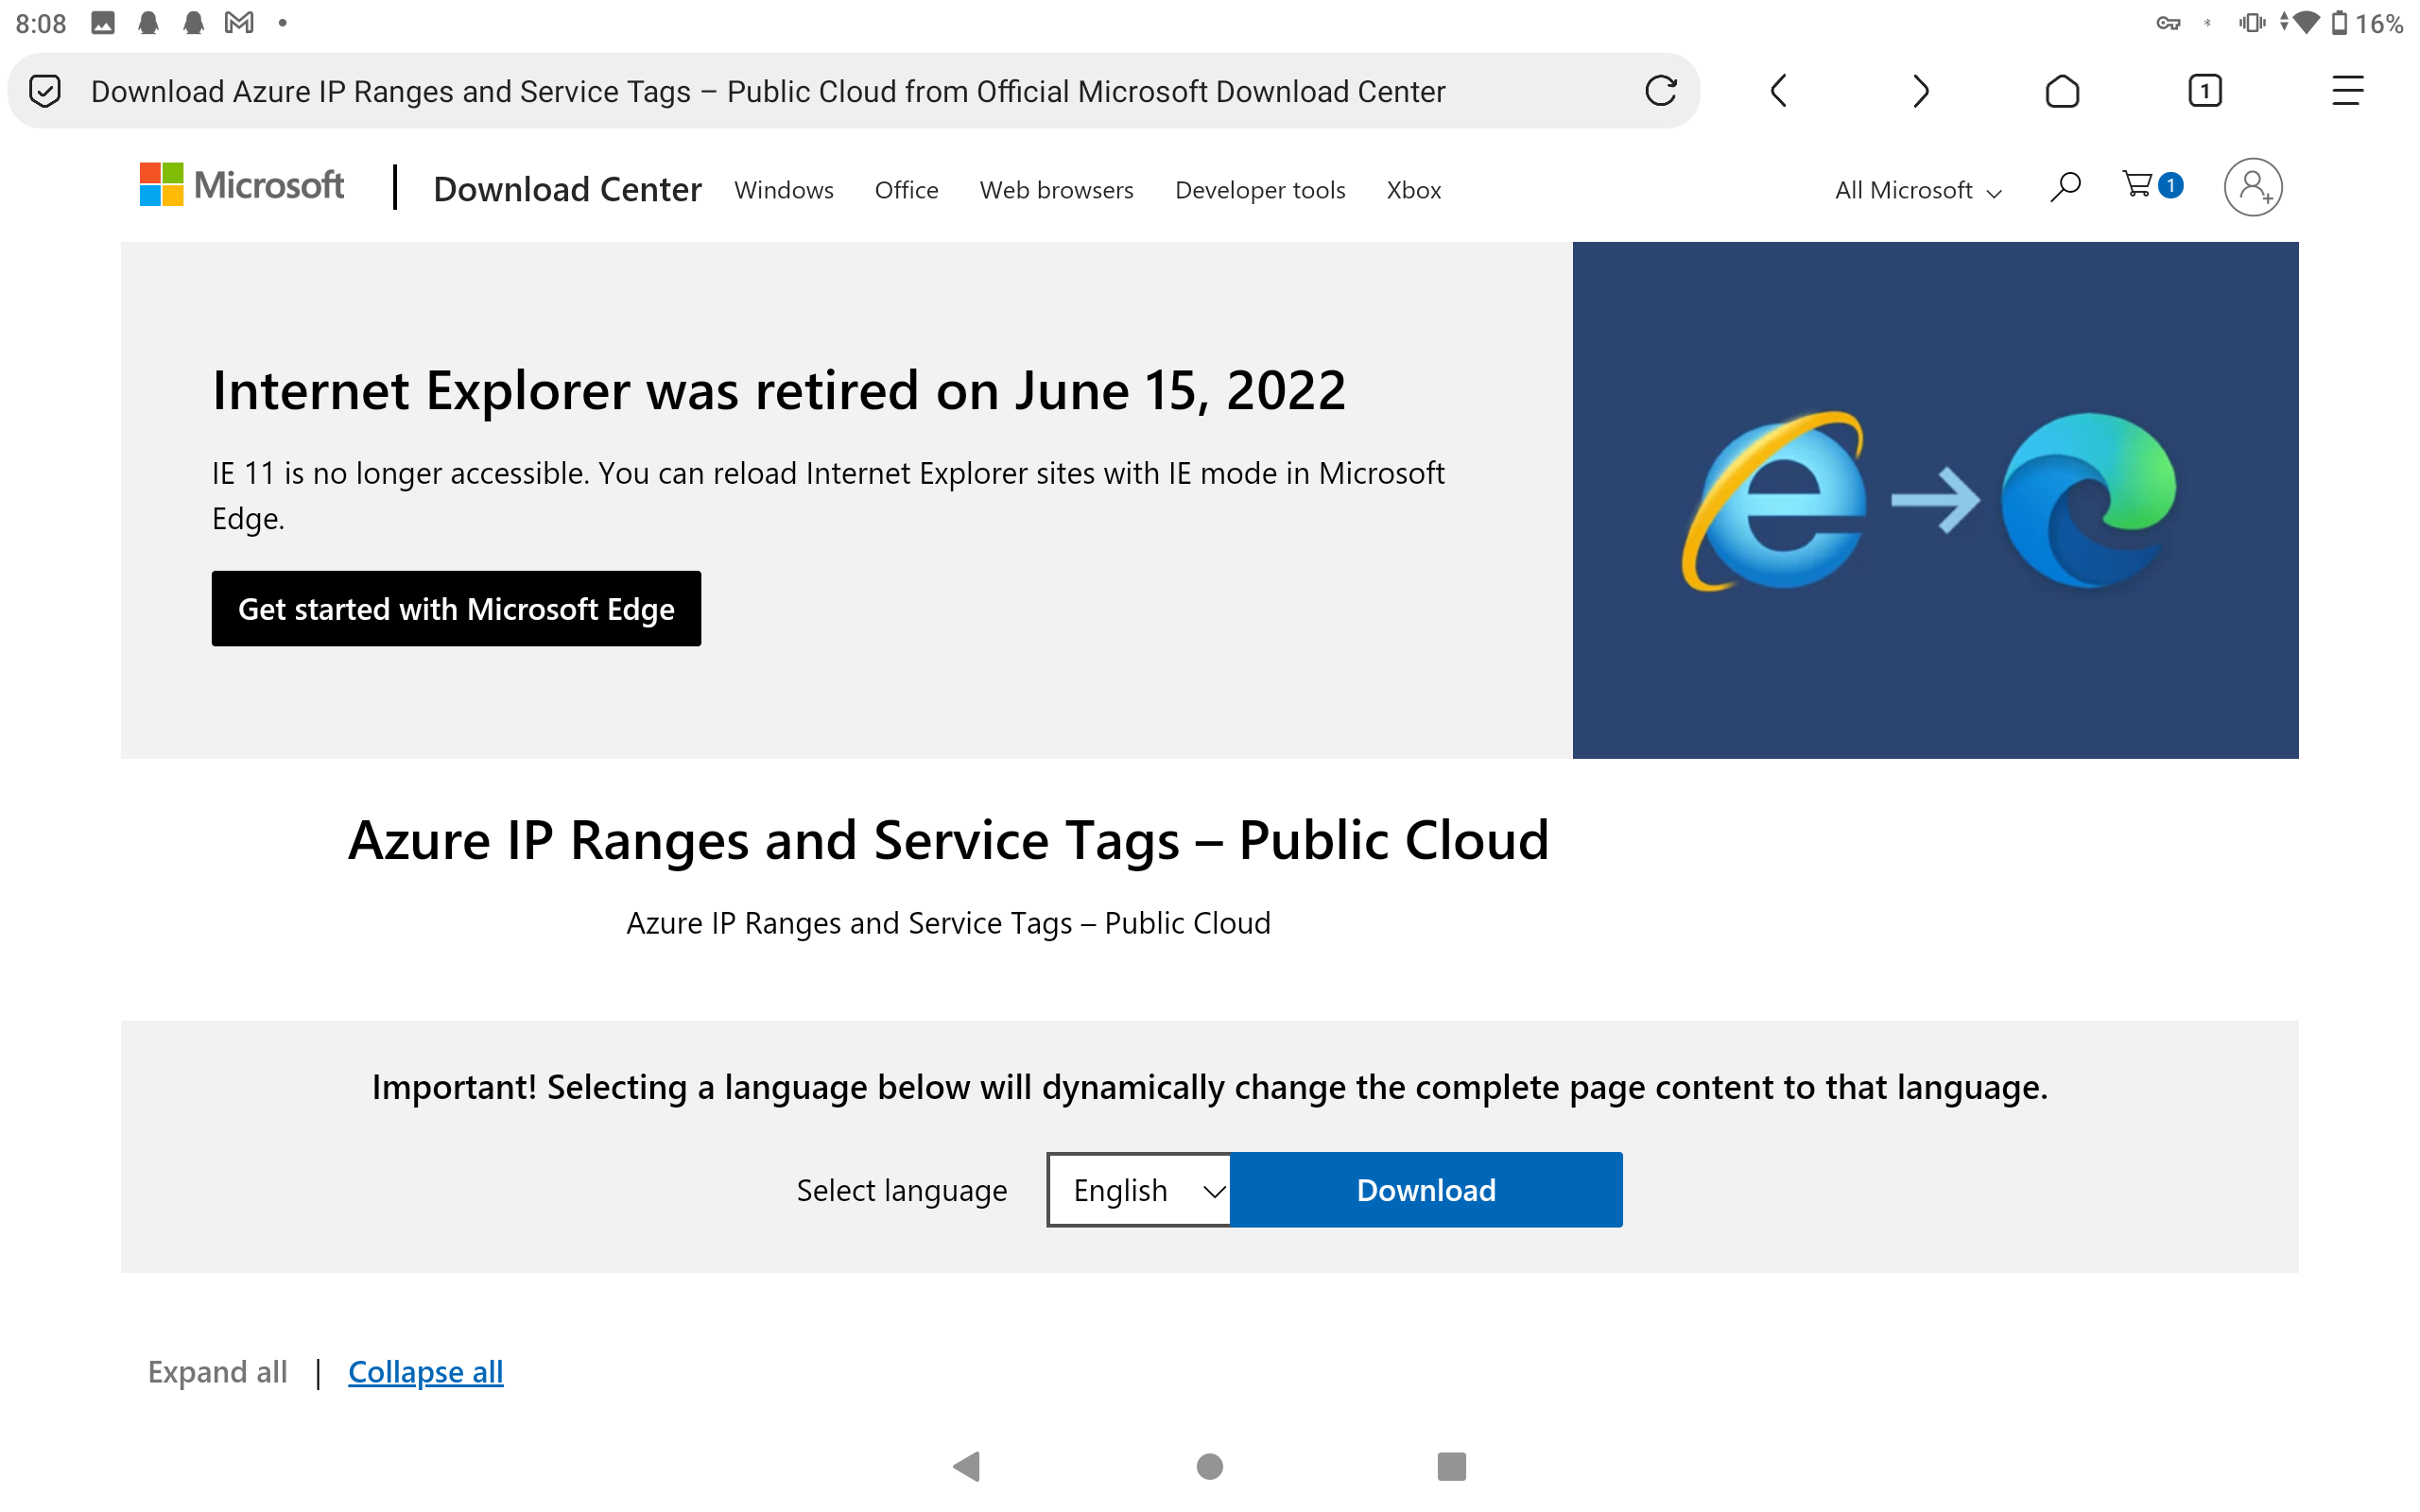 8:08
16%
Download Azure IP Ranges and Service Tags – Public Cloud from Official Microsoft Download Center
1
Microsoft
Download Center
Windows
Office
Web browsers
Developer tools
Xbox
All Microsoft
1
Internet Explorer was retired on June 15, 2022
IE 11 is no longer accessible. You can reload Internet Explorer sites with IE mode in Microsoft
Edge.
Get started with Microsoft Edge
Azure IP Ranges and Service Tags – Public Cloud
Azure IP Ranges and Service Tags – Public Cloud
Important! Selecting a language below will dynamically change the complete page content to that language.
Select language
English
Download
Expand all | Collapse all